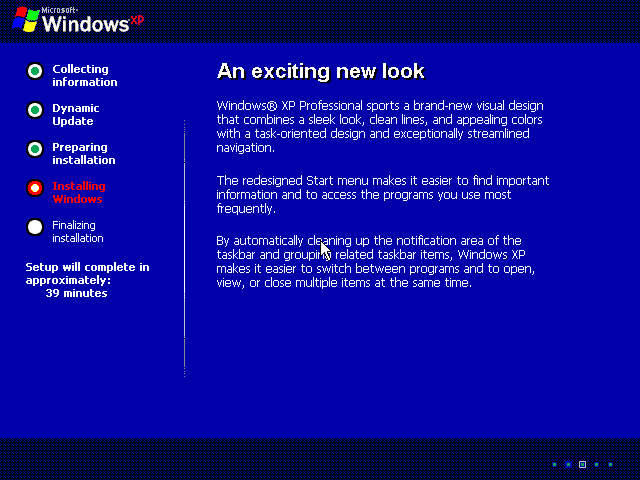 Microsoft®
Windows xp
Collecting
information
Dynamic
Update
Preparing
installation
Installing
Windows
Finalizing
installation
Setup will complete in
approximately:
39 minutes
An exciting new look
Windows® XP Professional sports a brand-new visual design
that combines a sleek look, clean lines, and appealing colors
with a task-oriented design and exceptionally streamlined
navigation.
The redesigned Start menu makes it easier to find important
information and to access the programs you use most
frequently.
By automatically cleaning up the notification area of the
taskbar and grouping related taskbar items, Windows XP
makes it easier to switch between programs and to open,
view, or close multiple items at the same time.